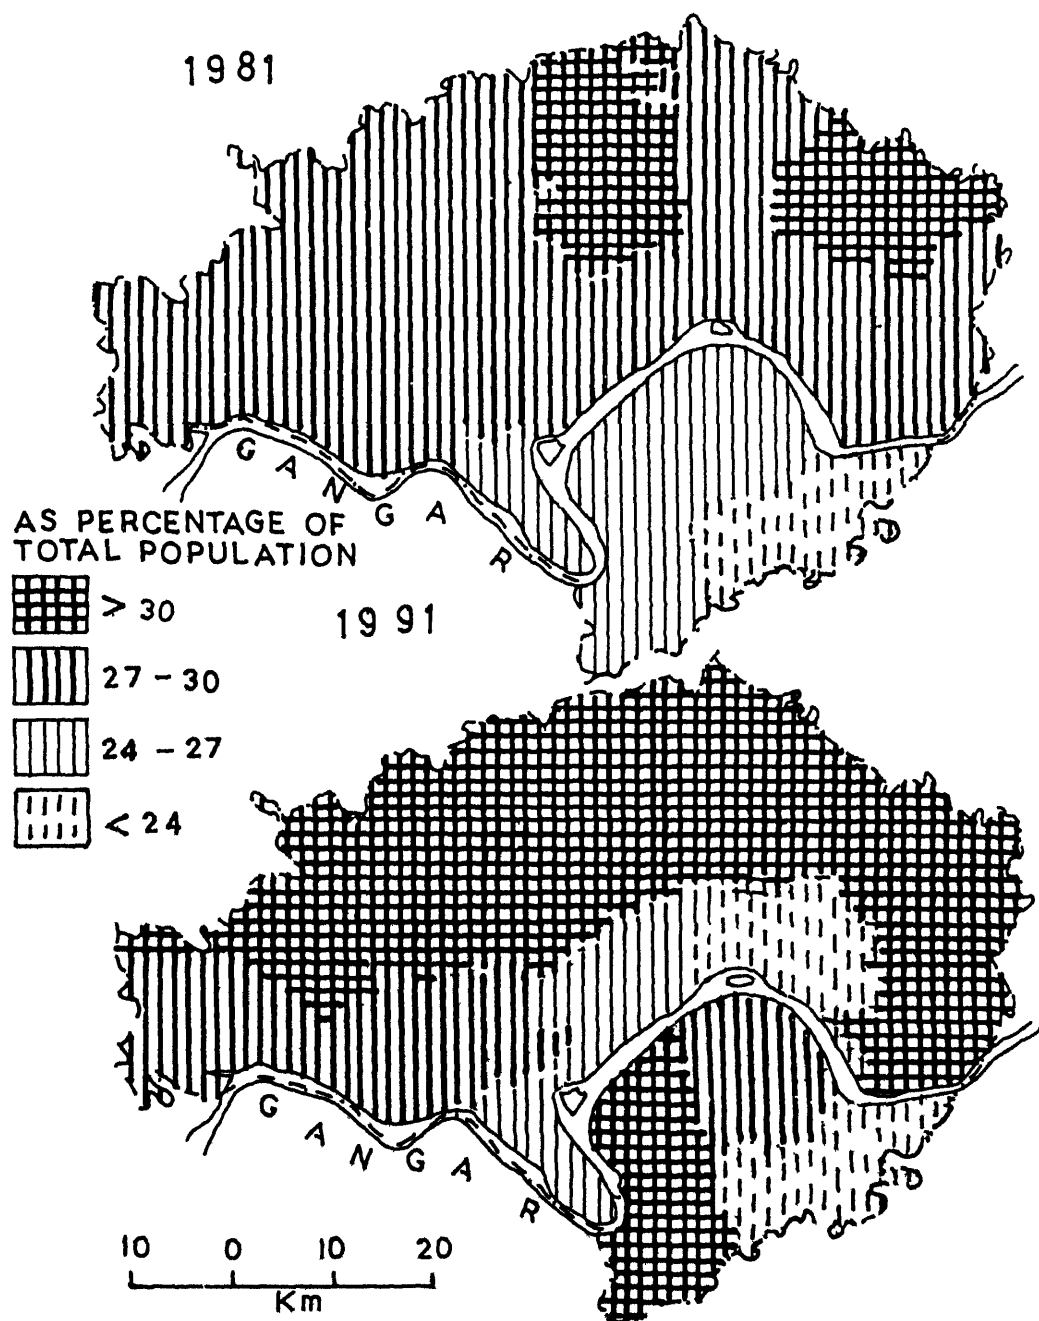 1981
GANGA R
AS PERCENTAGE OF
TOTAL POPULATION
> 30
27 - 30
24 - 27
< 24
1991
GANGA R
10 0 10 20
Km